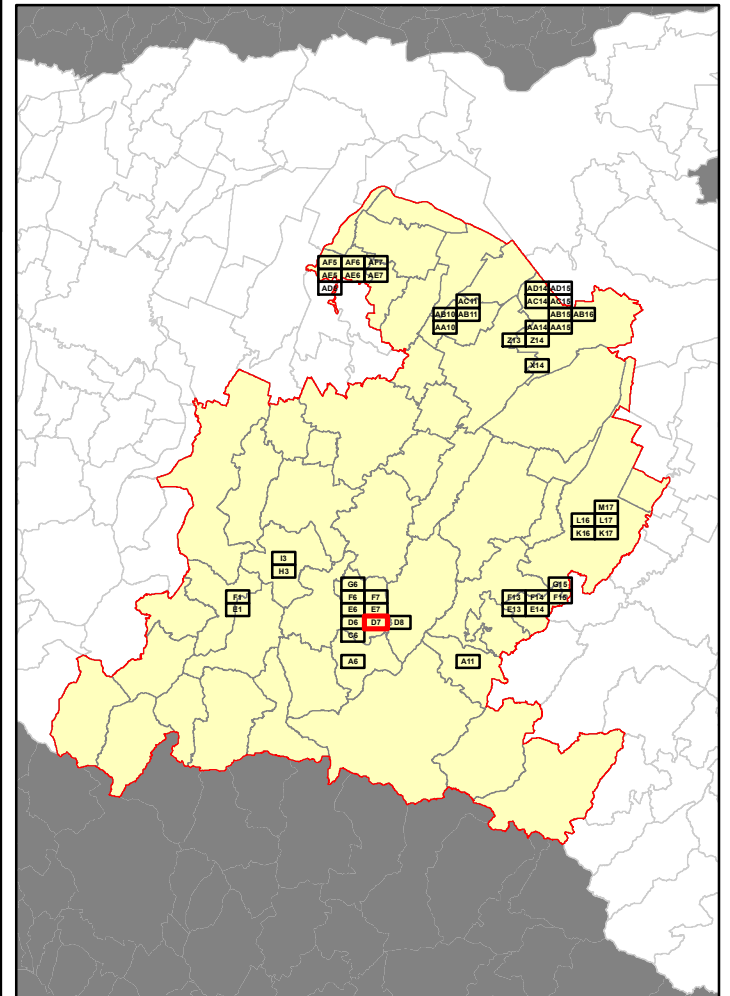 AF5 AF6 AF7
AE5 AE6 AE7
AD5 AD14 AD15
AC11 AC14 AC15
AB10 AB11 AB15 AB16
AA10 AA14 AA15
Z13 Z14
X14
M17
L16 L17
K16 K17
I3
H3
G6 G15
F1 F6 F7 F13 F14 F15
E1 E6 E7 E13 E14
D6 D7 D8
C6
A6 A11